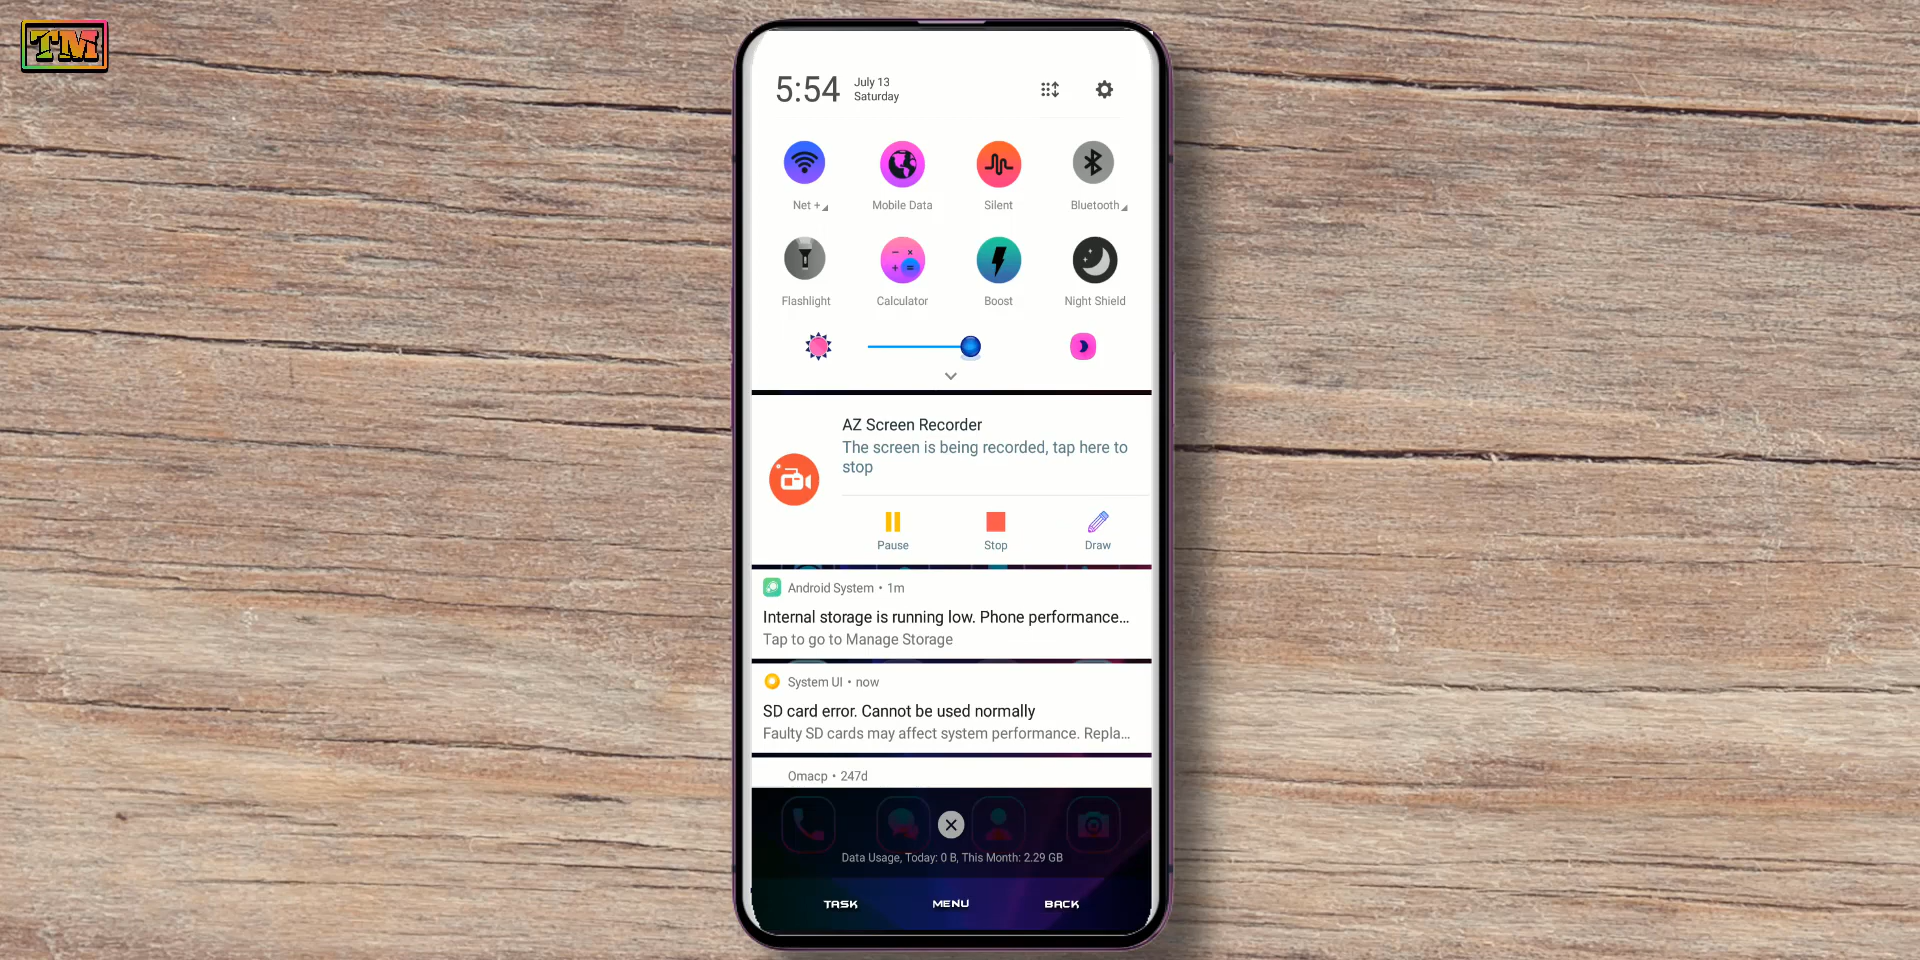 TM
5:54
July 13
Saturday
Net +
Mobile Data
Silent
Bluetooth
Flashlight
Calculator
Boost
Night Shield
AZ Screen Recorder
The screen is being recorded, tap here to
stop
Pause
Stop
Draw
Android System • 1m
Internal storage is running low. Phone performance...
Tap to go to Manage Storage
System UI • now
SD card error. Cannot be used normally
Faulty SD cards may affect system performance. Repla...
Omacp • 247d
Data Usage, Today: 0 B, This Month: 2.29 GB
TASK
MENU
BACK